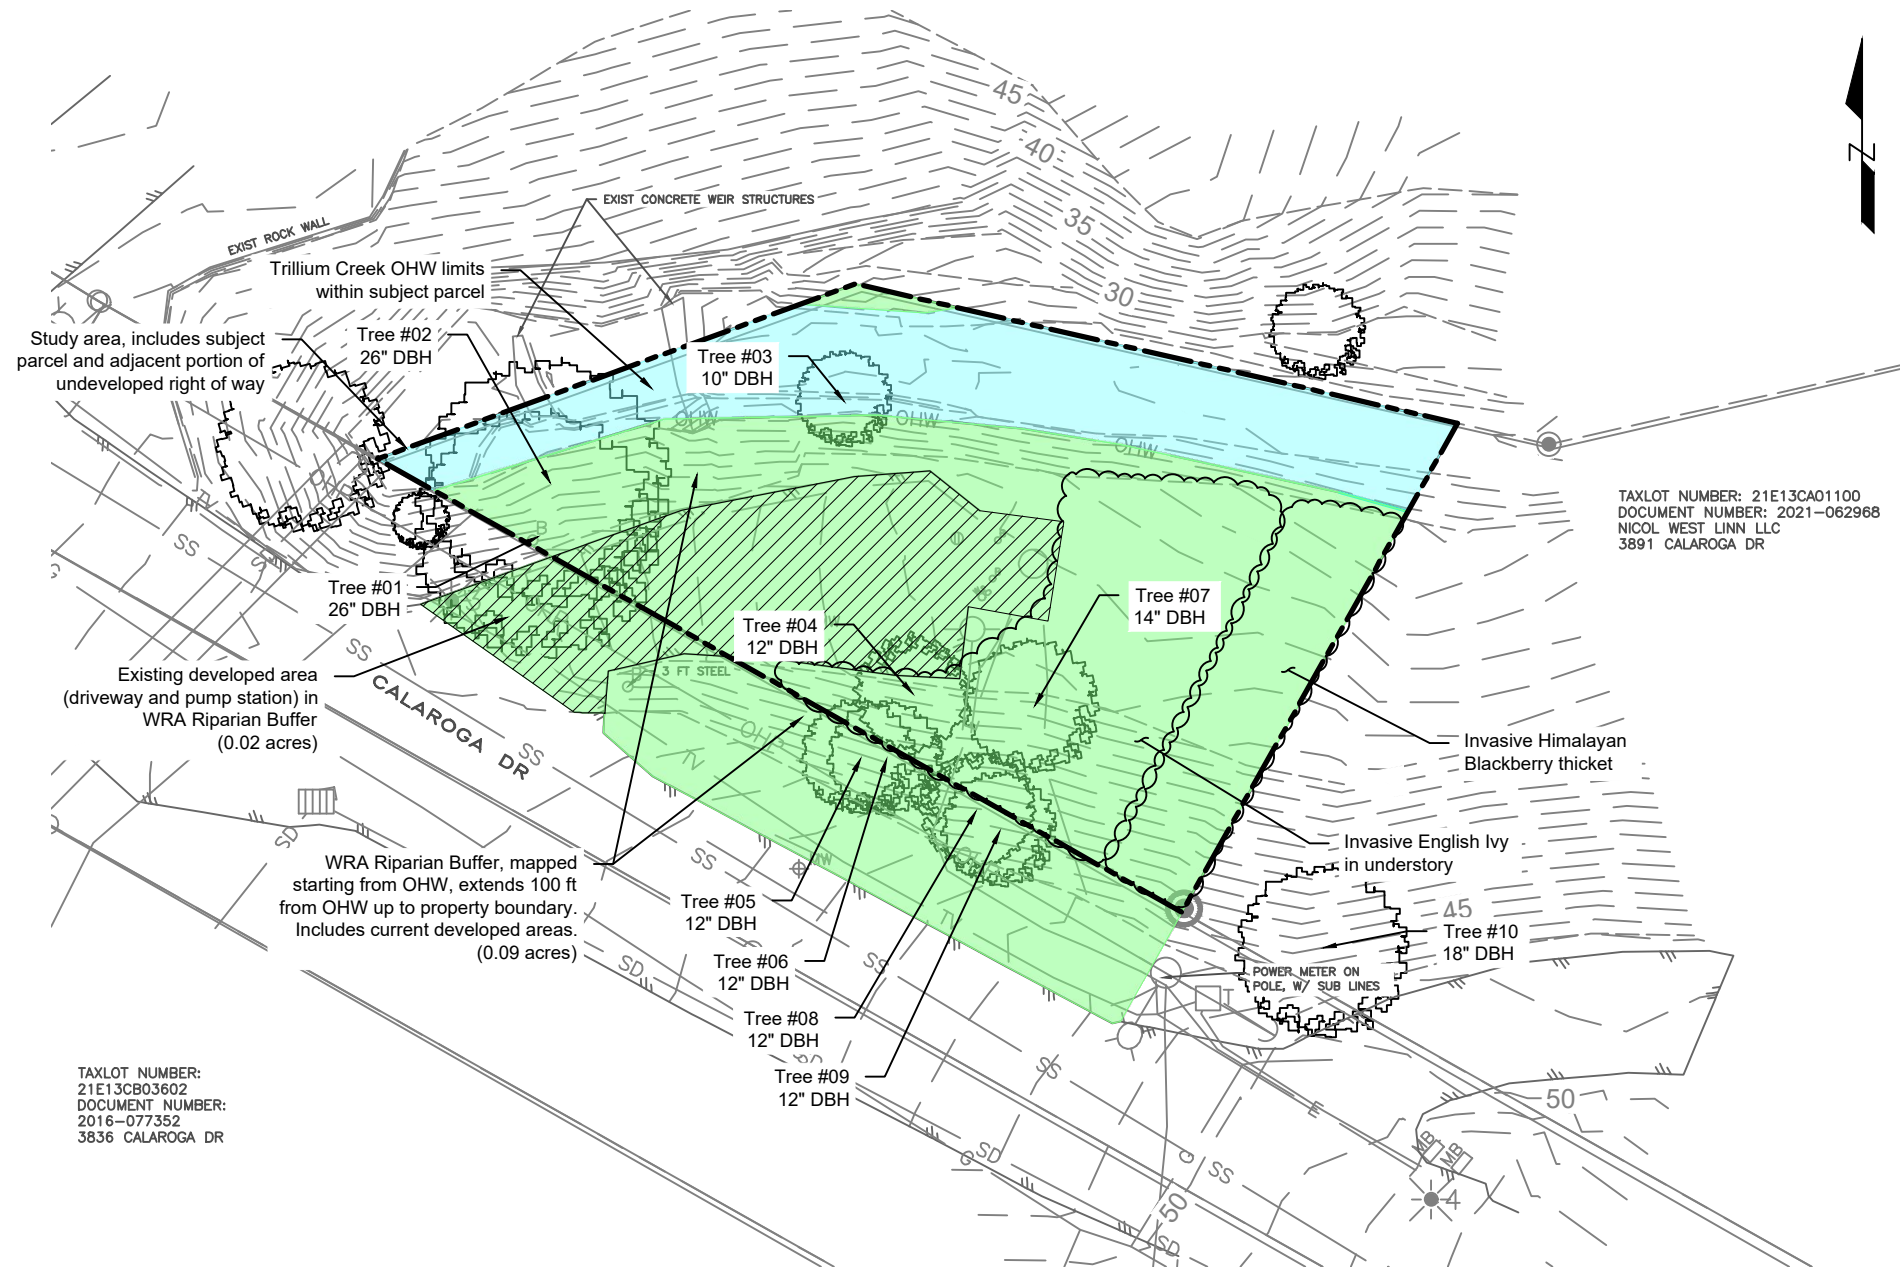 45
40
35
30
EXIST CONCRETE WEIR STRUCTURES
EXIST ROCK WALL
Z
Trillium Creek OHW limits
within subject parcel
Study area, includes subject
parcel and adjacent portion of
undeveloped right of way
Tree #02
26" DBH
Tree #03
10" DBH
OHW
OHW
OHW
TAXLOT NUMBER: 21E13CA01100
DOCUMENT NUMBER: 2021-062968
NICOL WEST LINN LLC
3891 CALAROGA DR
SS
Tree #01
26" DBH
Tree #04
12" DBH
Tree #07
14" DBH
SS
3 FT STEEL
Existing developed area
(driveway and pump station) in
WRA Riparian Buffer
(0.02 acres)
CALAROGA DR
SS
TV
Invasive Himalayan
Blackberry thicket
SD
SS
Invasive English Ivy
in understory
WRA Riparian Buffer, mapped
starting from OHW, extends 100 ft
from OHW up to property boundary.
Includes current developed areas.
(0.09 acres)
Tree #05
12" DBH
TV
45
Tree #10
18" DBH
Tree #06
12" DBH
SD
SS
POWER METER ON
POLE, W/ SUB LINES
Tree #08
12" DBH
Tree #09
12" DBH
SS
TAXLOT NUMBER:
21E13CB03602
DOCUMENT NUMBER:
2016-077352
3836 CALAROGA DR
E
50
MB
MB
G
SD
SS
50
4
SD